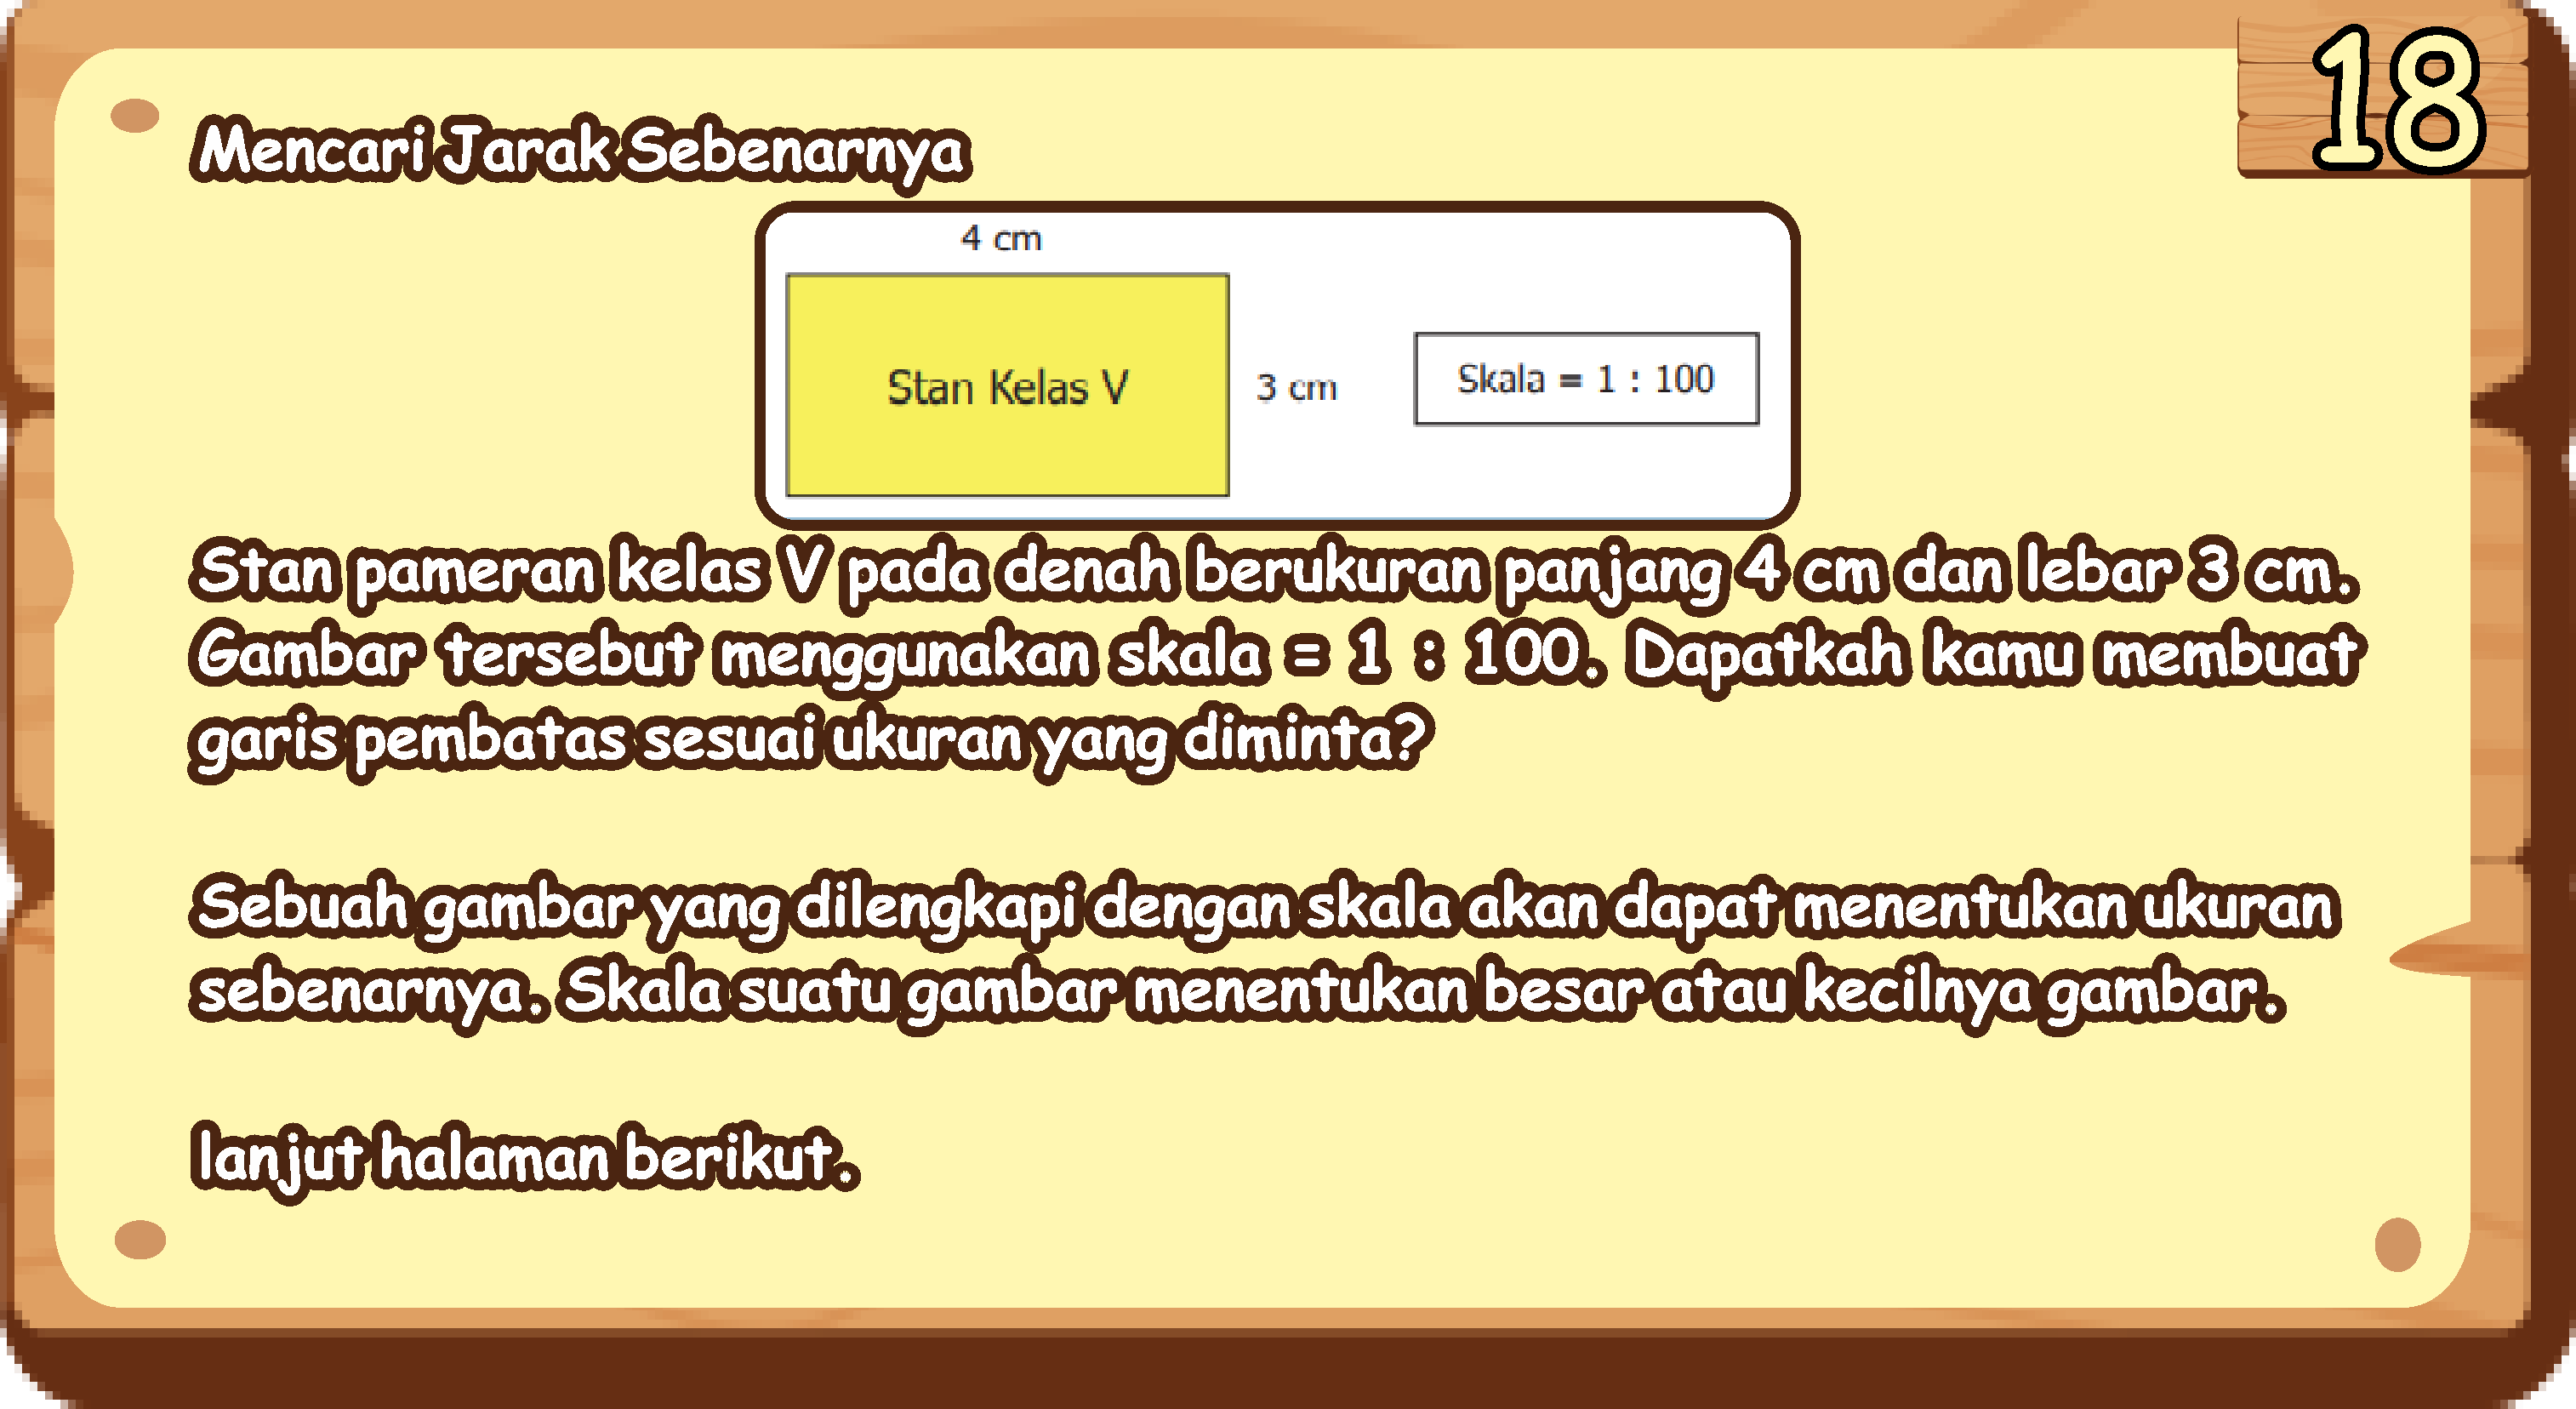 18
Mencari Jarak Sebenarnya
4 cm
Stan Kelas V
3 cm
Skala = 1 : 100
Stan pameran kelas V pada denah berukuran panjang 4 cm dan lebar 3 cm.
Gambar tersebut menggunakan skala = 1 : 100. Dapatkah kamu membuat
garis pembatas sesuai ukuran yang diminta?
Sebuah gambar yang dilengkapi dengan skala akan dapat menentukan ukuran
sebenarnya. Skala suatu gambar menentukan besar atau kecilnya gambar.
lanjut halaman berikut.